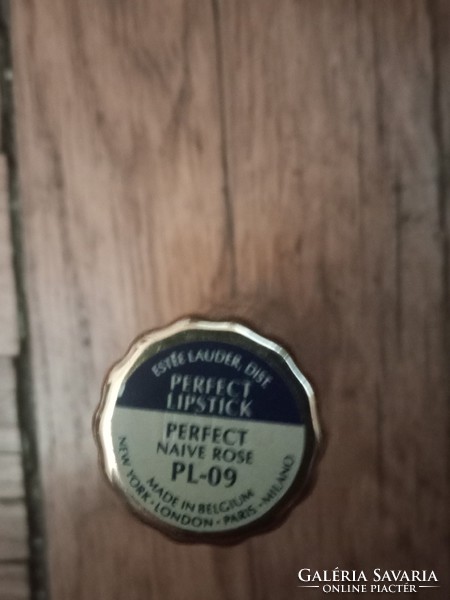 ESTÉE LAUDER, DIST.
PERFECT
LIPSTICK
PERFECT
NAIVE ROSE
PL-09
MADE IN BELGIUM
NEW YORK · LONDON · PARIS · MILANO
GALÉRIA SAVARIA
ONLINE PIACTÉR